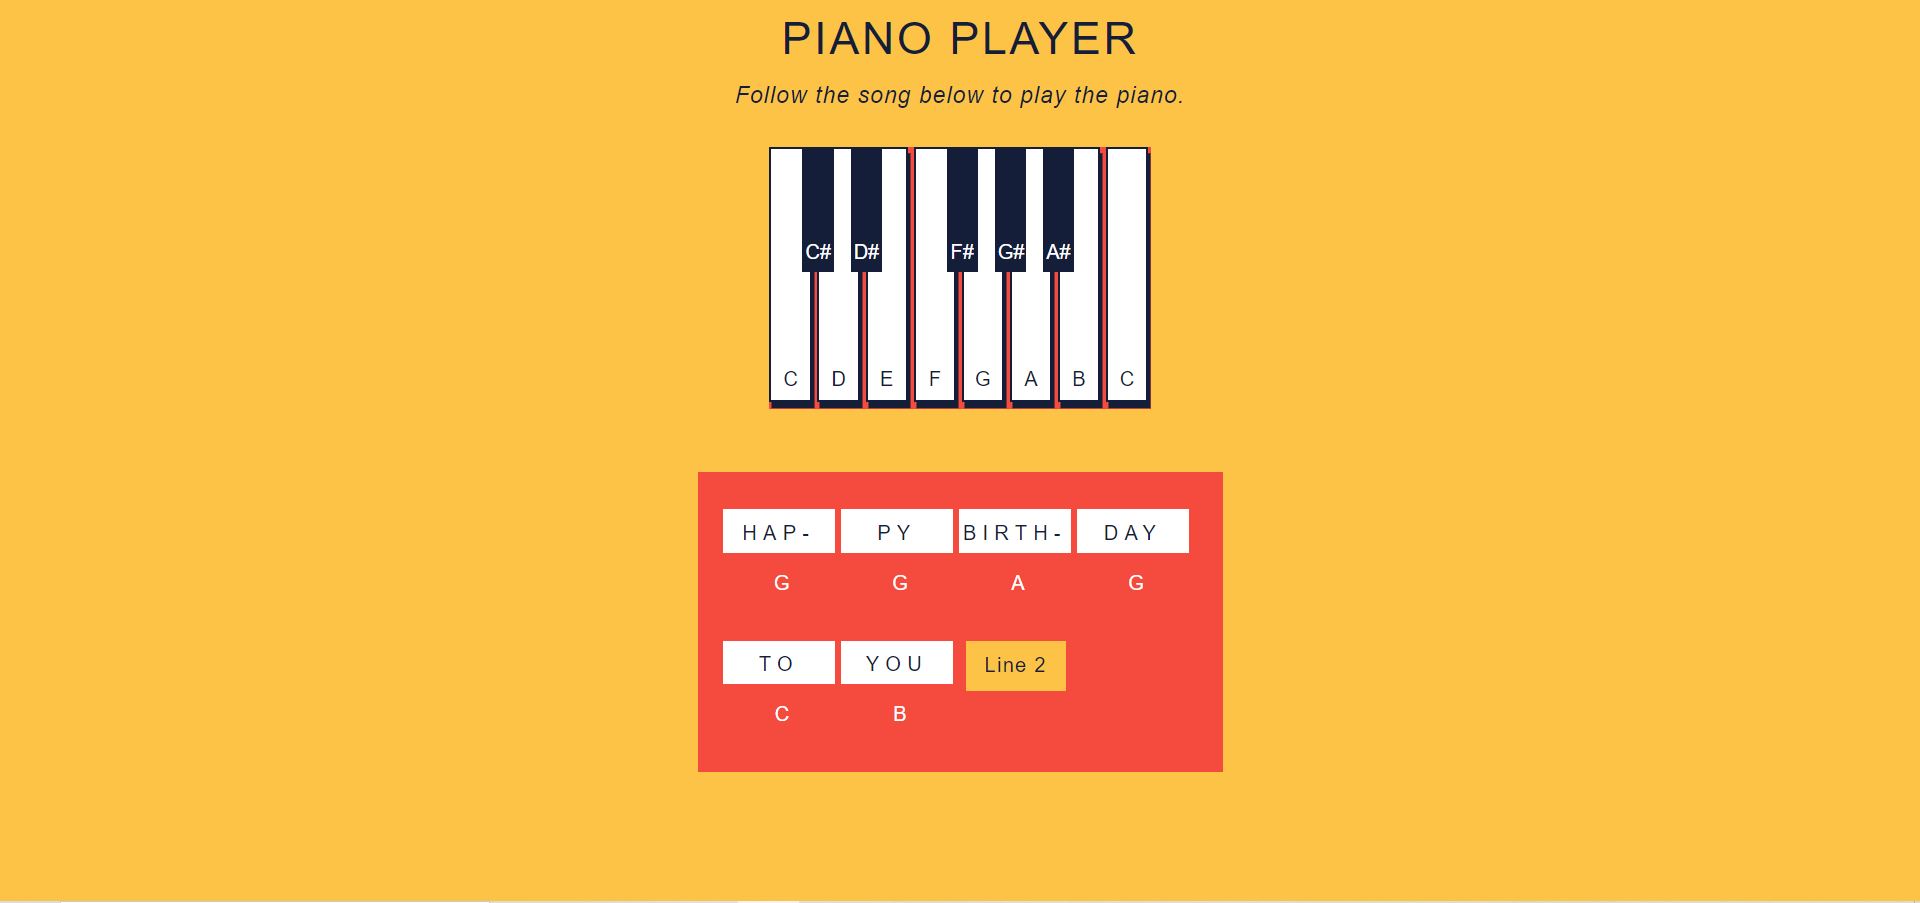 PIANO PLAYER
Follow the song below to play the piano.
C# D# F# G# A#
C D E F G A B C
HAP- PY BIRTH- DAY
G G A G
TO YOU Line 2
C B